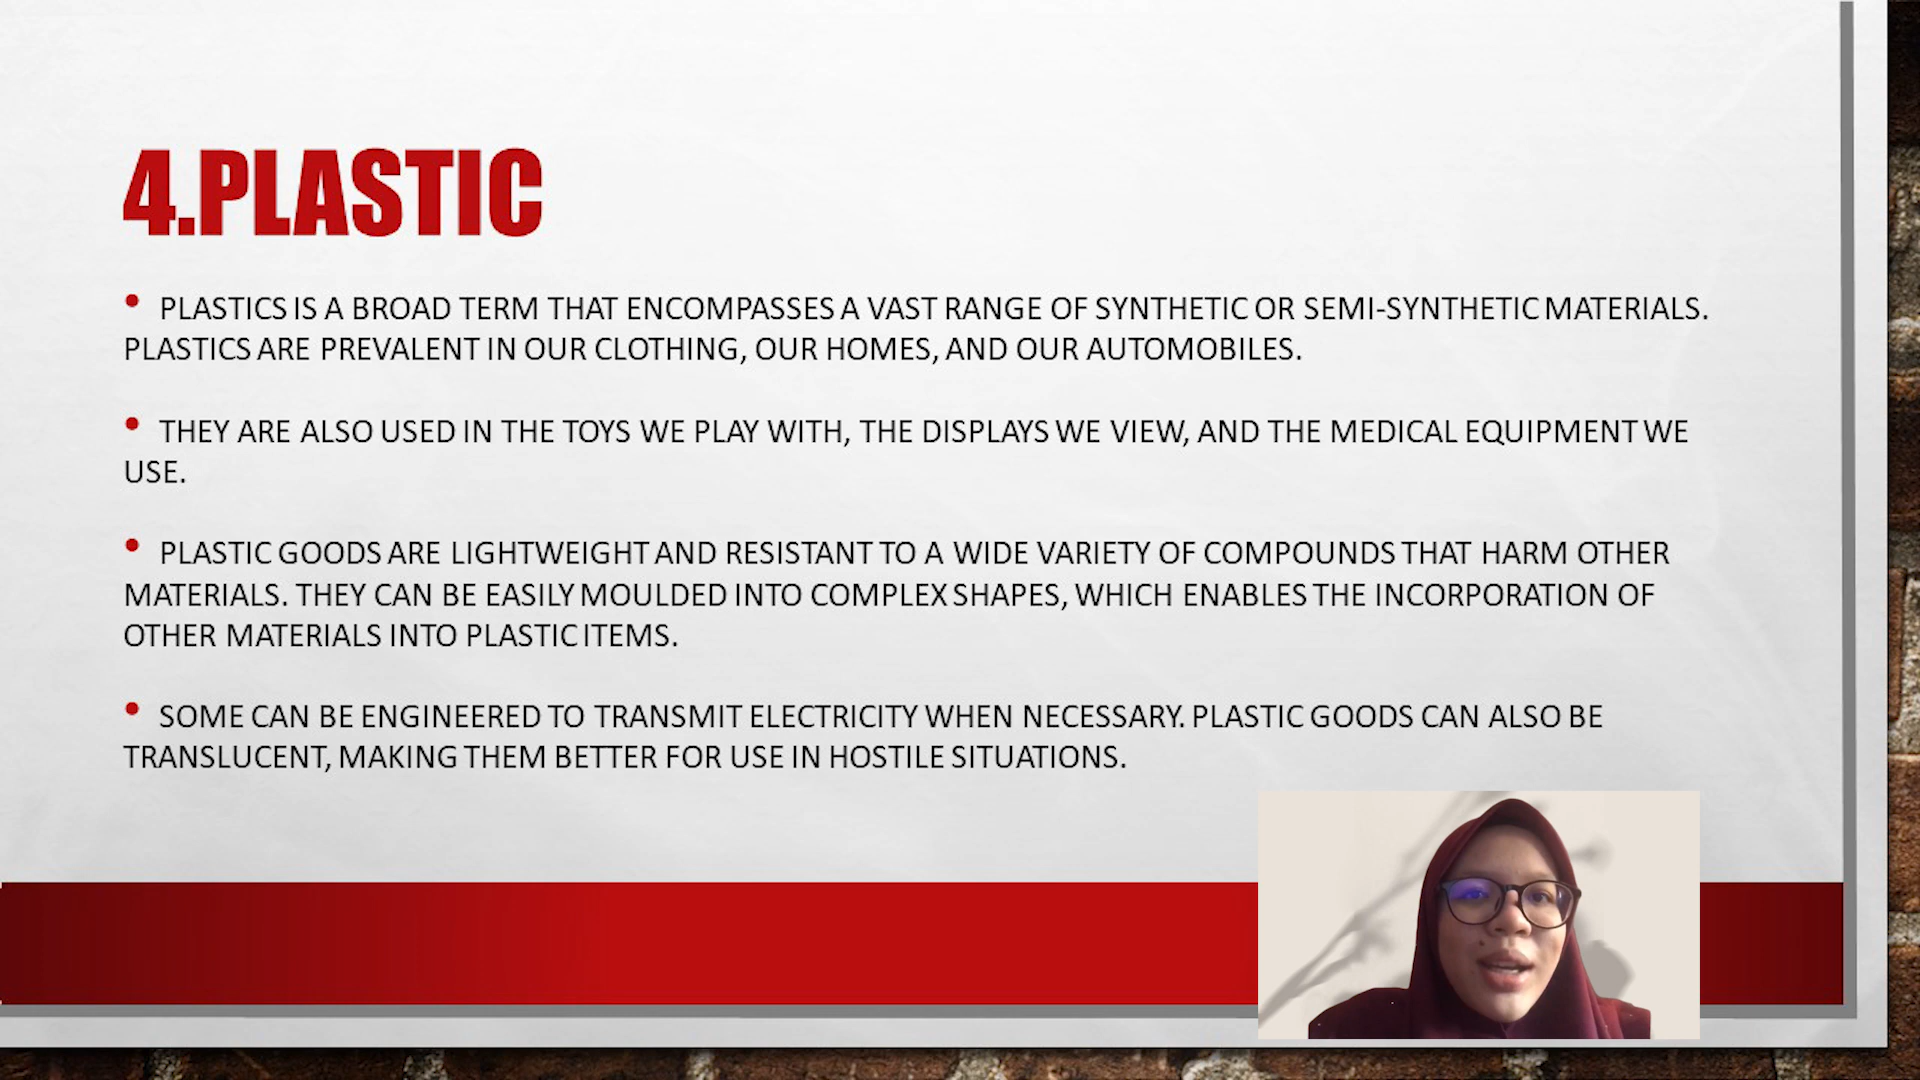 4.PLASTIC
• PLASTICS IS A BROAD TERM THAT ENCOMPASSES A VAST RANGE OF SYNTHETIC OR SEMI-SYNTHETIC MATERIALS.
PLASTICS ARE PREVALENT IN OUR CLOTHING, OUR HOMES, AND OUR AUTOMOBILES.
• THEY ARE ALSO USED IN THE TOYS WE PLAY WITH, THE DISPLAYS WE VIEW, AND THE MEDICAL EQUIPMENT WE
USE.
• PLASTIC GOODS ARE LIGHTWEIGHT AND RESISTANT TO A WIDE VARIETY OF COMPOUNDS THAT HARM OTHER
MATERIALS. THEY CAN BE EASILY MOULDED INTO COMPLEX SHAPES, WHICH ENABLES THE INCORPORATION OF
OTHER MATERIALS INTO PLASTIC ITEMS.
• SOME CAN BE ENGINEERED TO TRANSMIT ELECTRICITY WHEN NECESSARY. PLASTIC GOODS CAN ALSO BE
TRANSLUCENT, MAKING THEM BETTER FOR USE IN HOSTILE SITUATIONS.